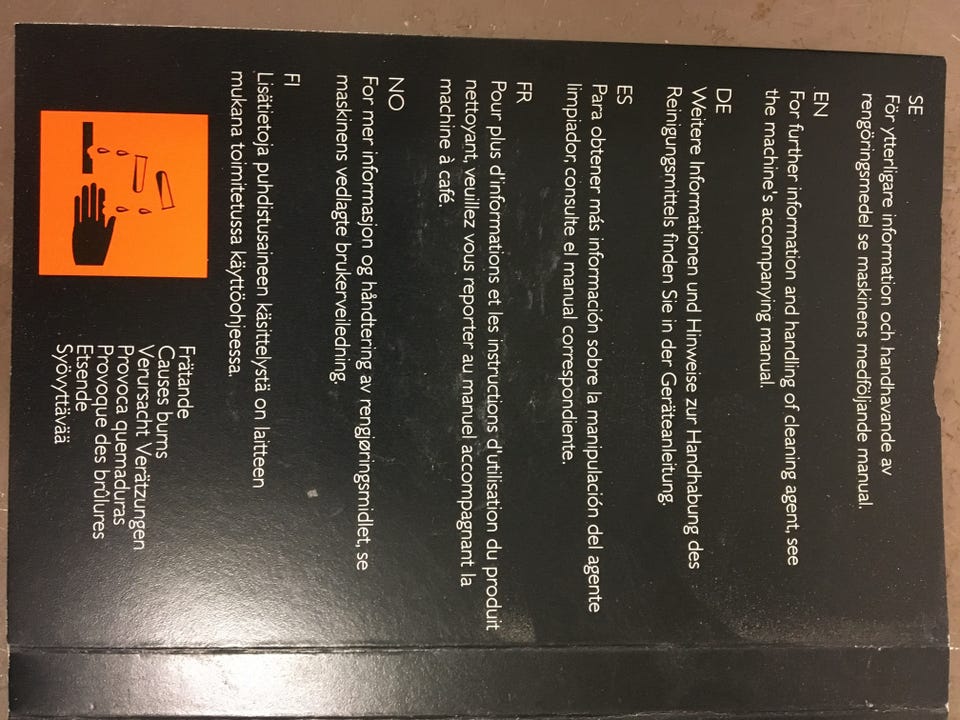 SE
För ytterligare information och handhavande av
rengöringsmedel se maskinens medföljande manual.
EN
For further information and handling of cleaning agent, see
the machine's accompanying manual.
DE
Weitere Informationen und Hinweise zur Handhabung des
Reinigungsmittels finden Sie in der Geräteanleitung.
ES
Para obtener más información sobre la manipulación del agente
limpiador, consulte el manual correspondiente.
FR
Pour plus d'informations et les instructions d'utilisation du produit
nettoyant, veuillez vous reporter au manuel accompagnant la
machine à café.
NO
For mer informasjon og håndtering av rengjøringsmidlet, se
maskinens vedlagte brukerveiledning.
FI
Lisätietoja puhdistusaineen käsittelystä on laitteen
mukana toimitetussa käyttöohjeessa.
Frätande
Causes burns
Verursacht Verätzungen
Provoca quemaduras
Provoque des brûlures
Etsende
Syövyttävää